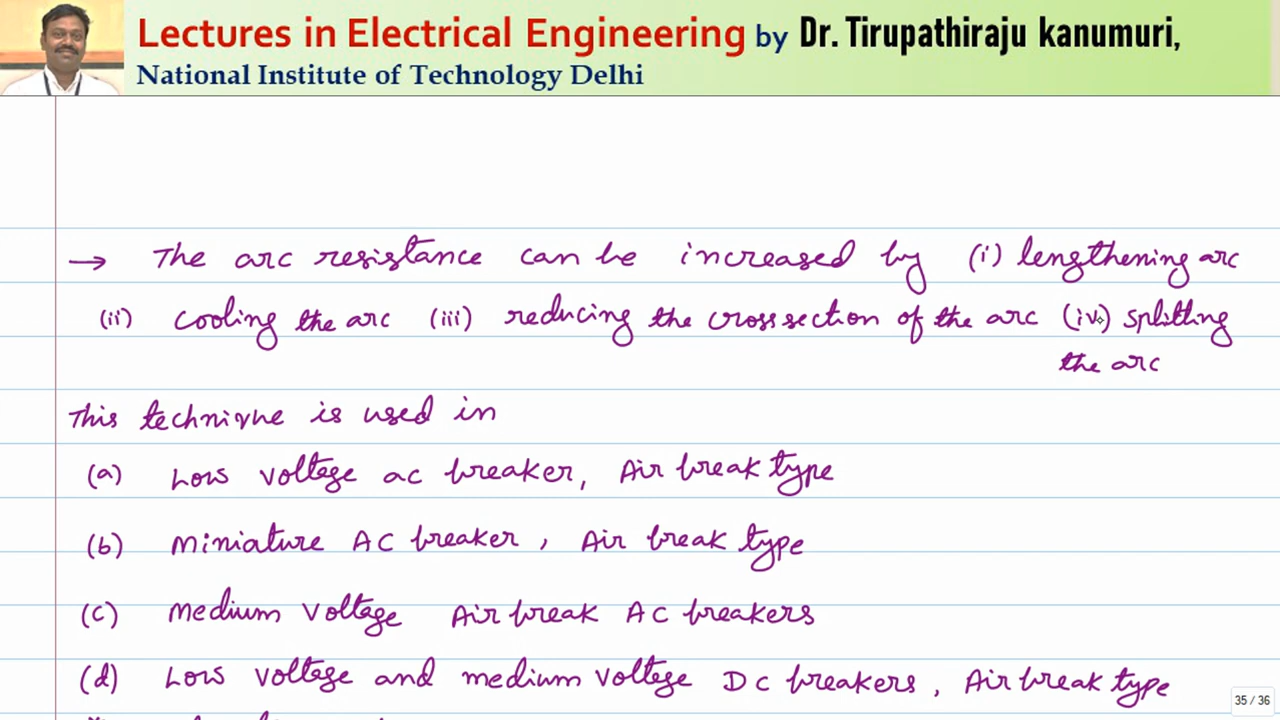 Lectures in Electrical Engineering by Dr. Tirupathiraju kanumuri,
National Institute of Technology Delhi
→ The arc resistance can be increased by (i) lengthening arc
(ii) cooling the arc (iii) reducing the cross section of the arc (iv) splitting
the arc
This technique is used in
(a) Low voltage ac breaker, Air break type
(b) Miniature AC breaker, Air break type
(c) Medium Voltage Air break AC breakers
(d) Low voltage and medium voltage DC breakers, Air break type
35 / 36